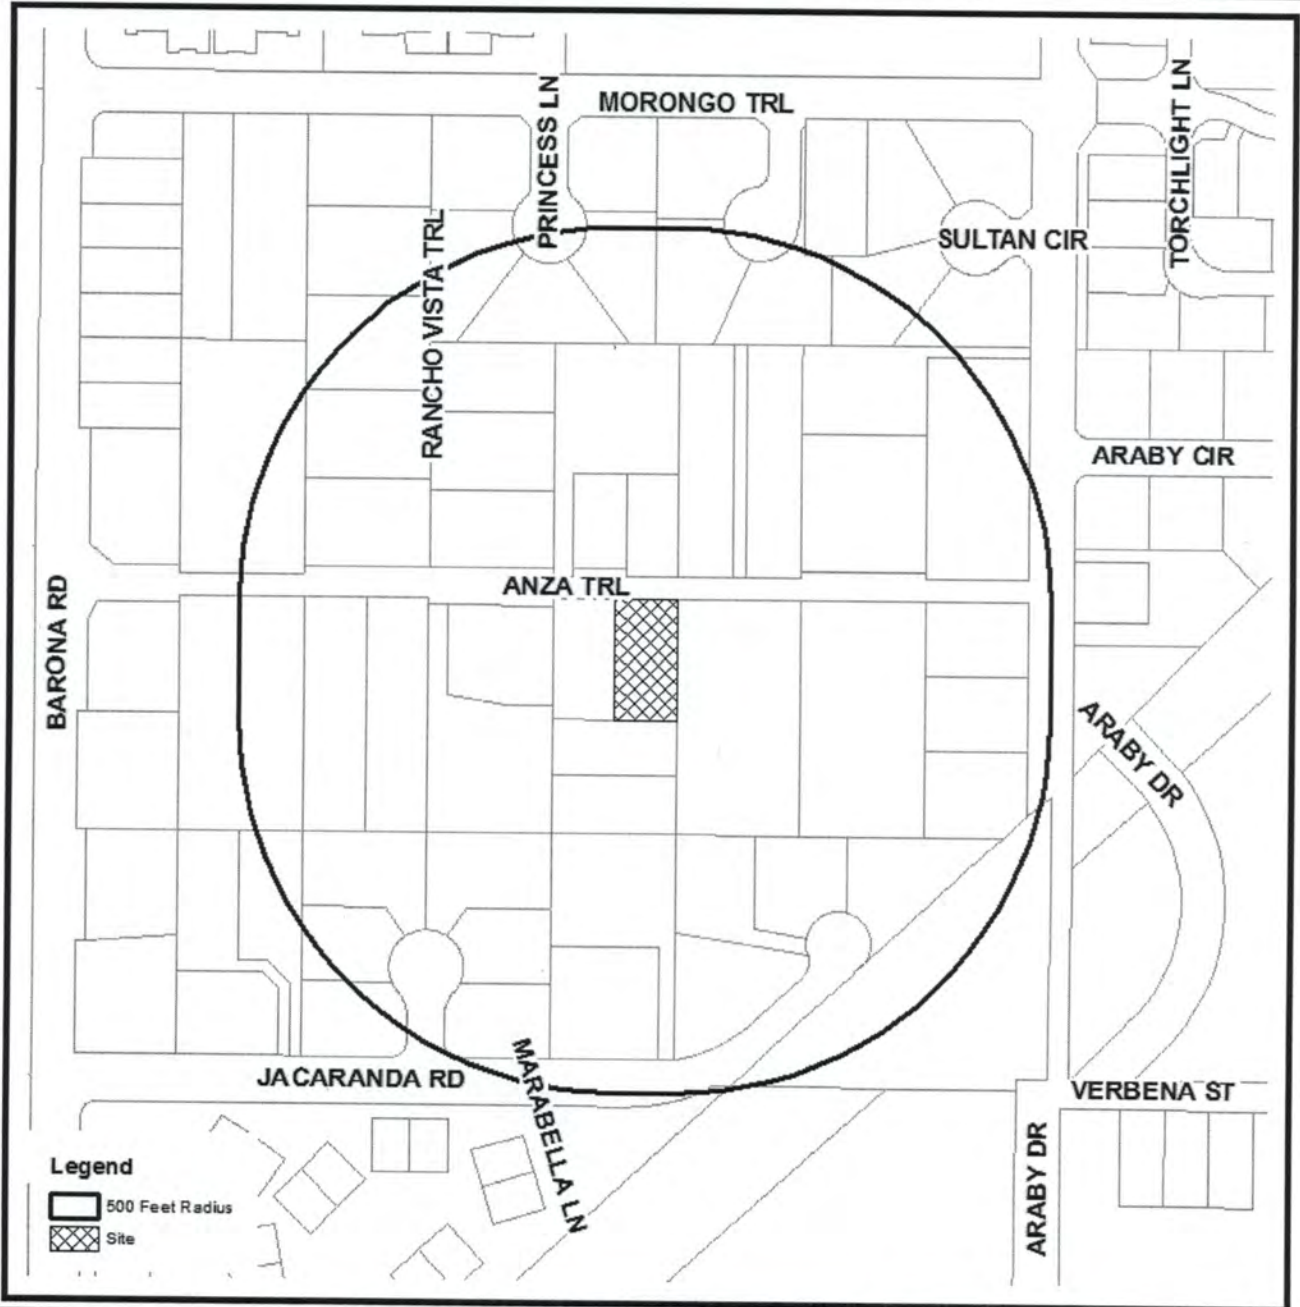 MORONGO TRL
PRINCESS LN
TORCHLIGHT LN
SULTAN CIR
RANCHO VISTA TRL
ARABY CIR
ANZA TRL
BARONA RD
ARABY DR
JACARANDA RD
MARABELLA LN
VERBENA ST
ARABY DR
Legend
500 Feet Radius
Site